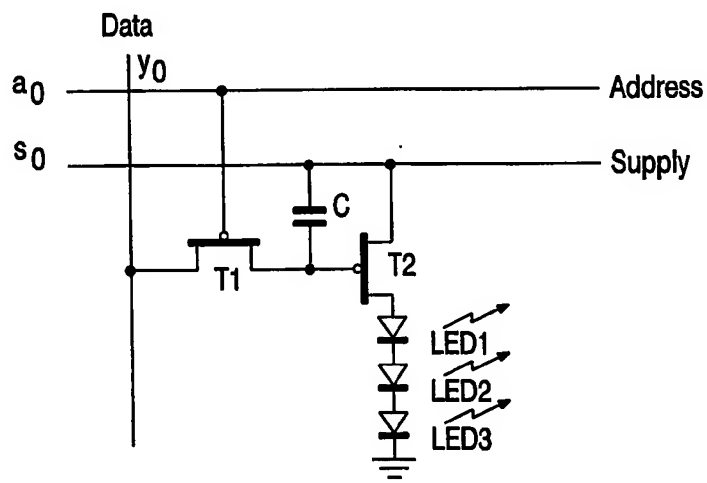 Data
y0
a0
Address
s0
Supply
C
T1
T2
LED1
LED2
LED3